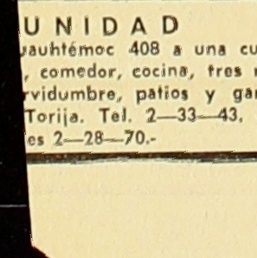 UNIDAD
uauhtémoc 408 a una cu
, comedor, cocina, tres
rvidumbre, patios y gar
Torija. Tel. 2—33—43,
es 2—28—70.-